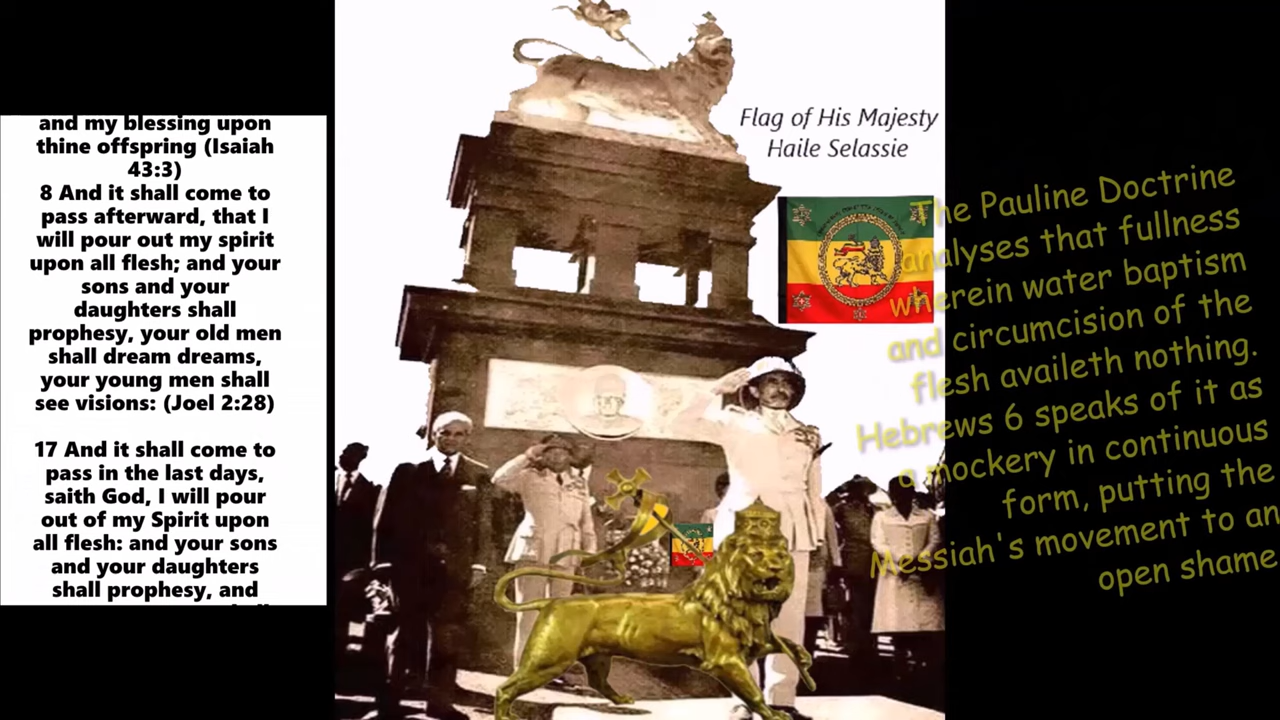 and my blessing upon
thine offspring (Isaiah
43:3)
8 And it shall come to
pass afterward, that I
will pour out my spirit
upon all flesh; and your
sons and your
daughters shall
prophesy, your old men
shall dream dreams,
your young men shall
see visions: (Joel 2:28)
17 And it shall come to
pass in the last days,
saith God, I will pour
out of my Spirit upon
all flesh: and your sons
and your daughters
shall prophesy, and
Flag of His Majesty
Haile Selassie
The Pauline Doctrine
analyses that fullness
wherein water baptism
and circumcision of the
flesh availeth nothing.
Hebrews 6 speaks of it as
a mockery in continuous
form, putting the
Messiah's movement to an
open shame